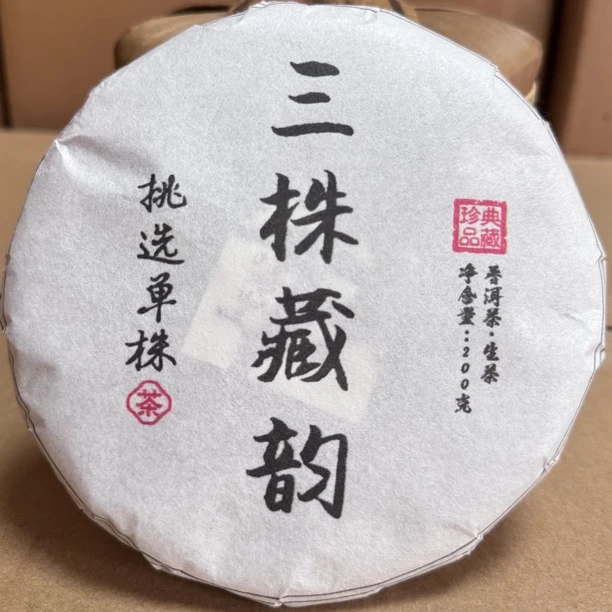 三株藏韵
挑选单株
茶
典藏
珍品
普洱茶·生茶
净含量：200克